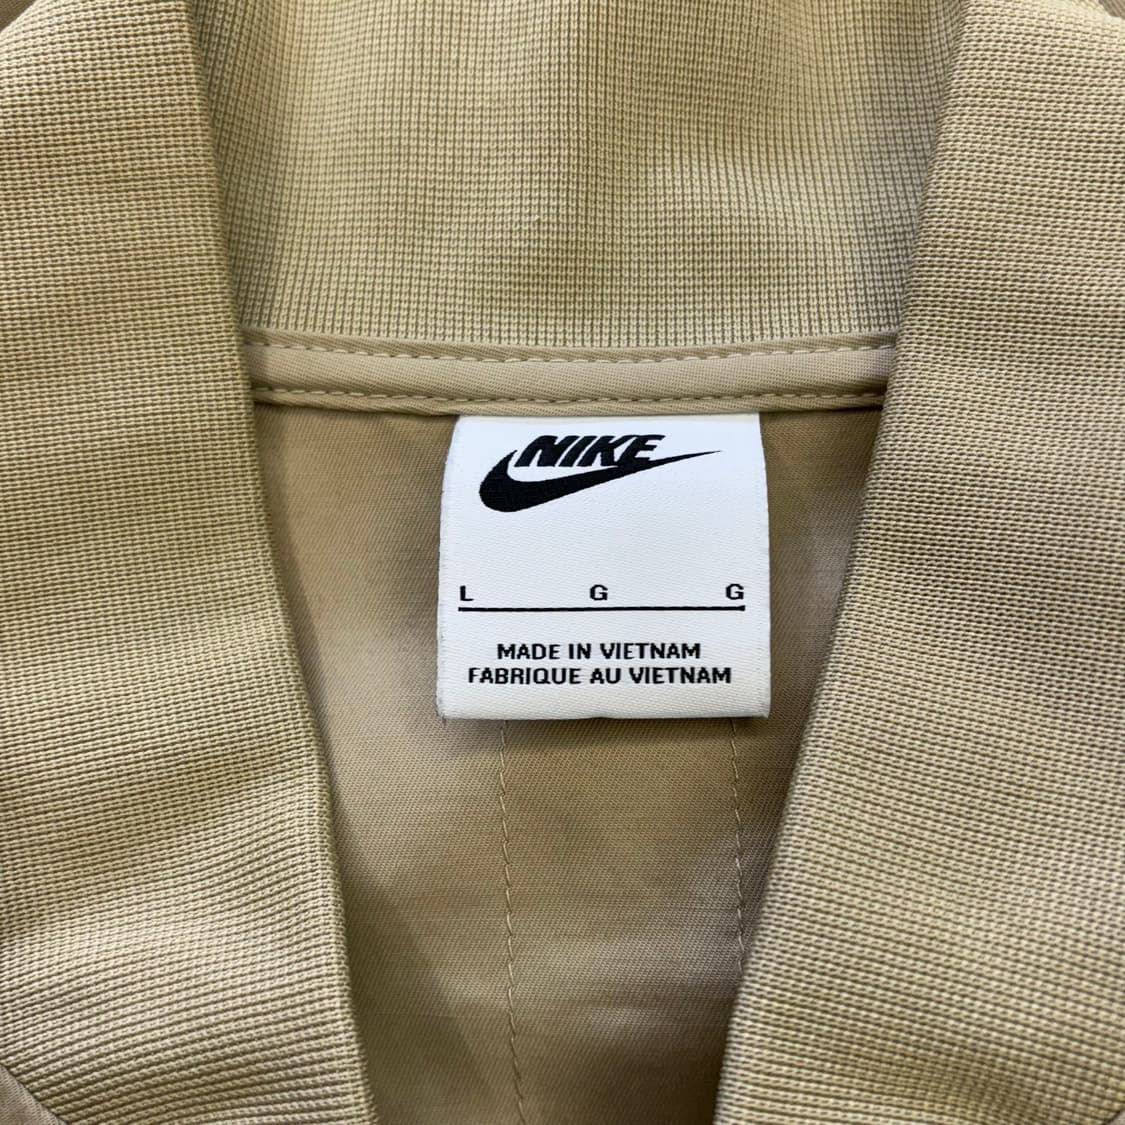 NIKE
L G G
MADE IN VIETNAM
FABRIQUE AU VIETNAM